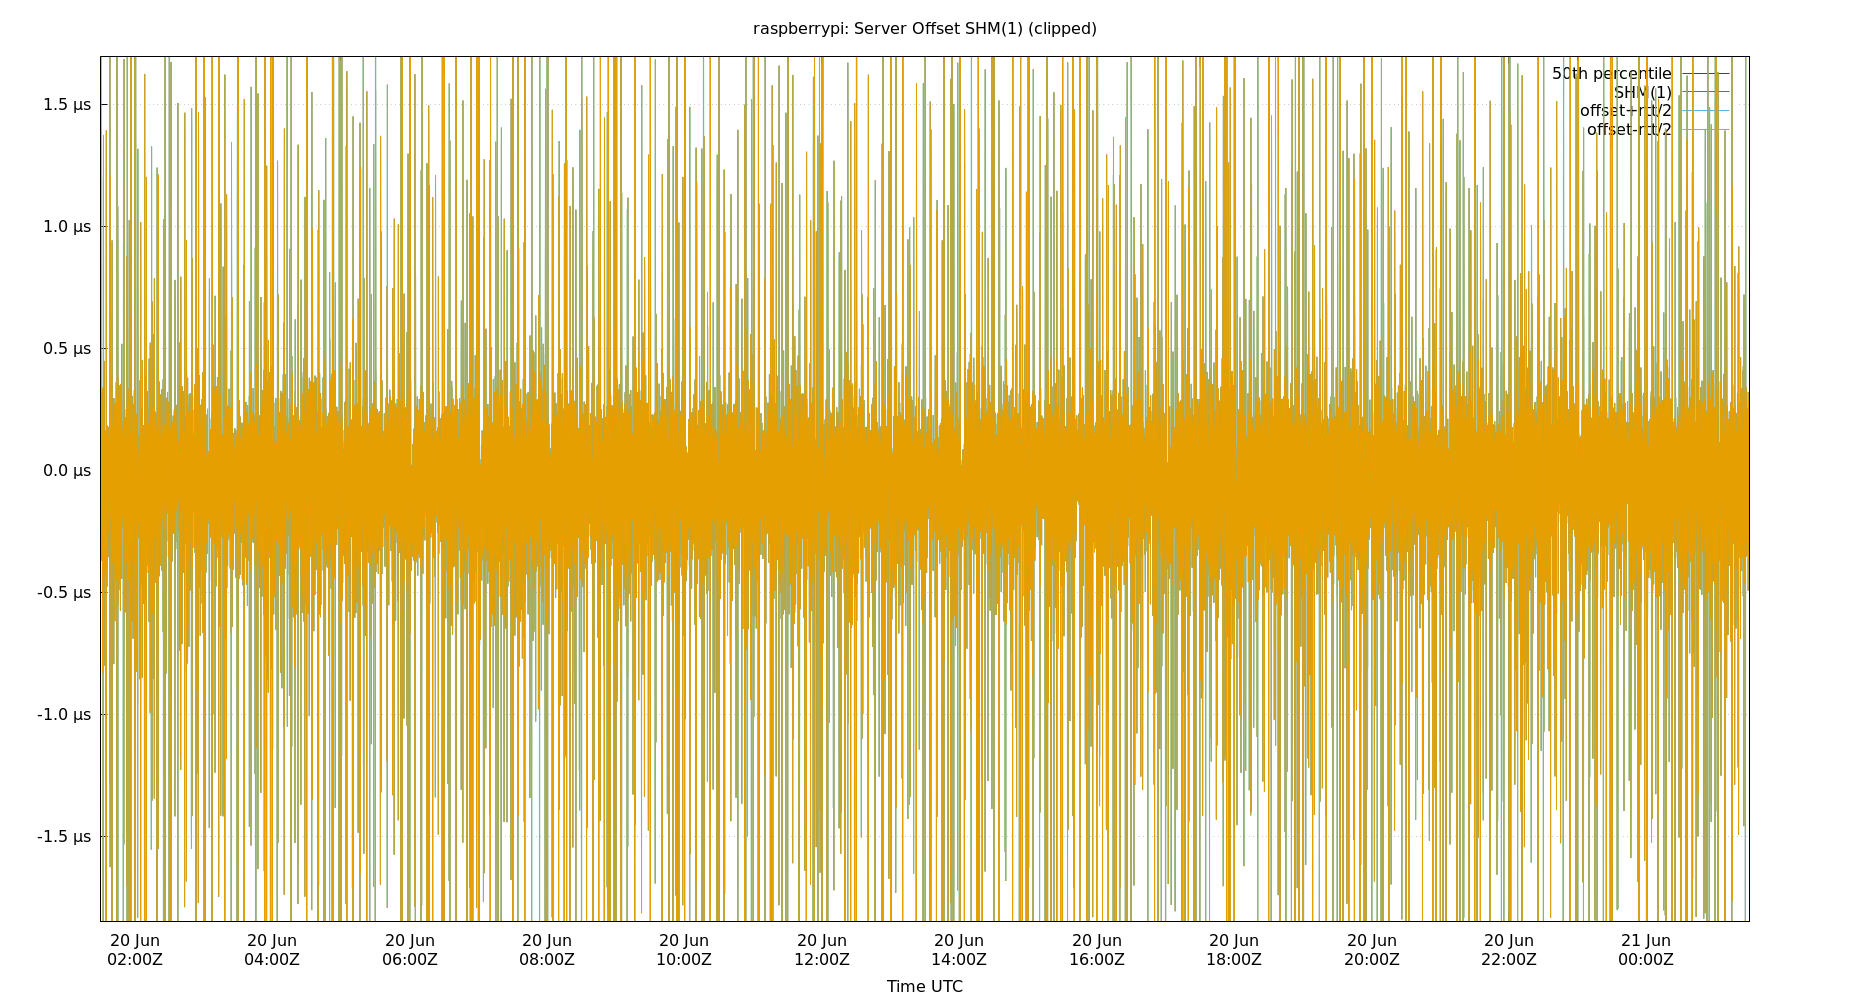 raspberrypi: Server Offset SHM(1) (clipped)
50th percentile
SHM(1)
offset+rtt/2
offset-rtt/2
1.5 µs
1.0 µs
0.5 µs
0.0 µs
-0.5 µs
-1.0 µs
-1.5 µs
20 Jun 20 Jun 20 Jun 20 Jun 20 Jun 20 Jun 20 Jun 20 Jun 20 Jun 20 Jun 20 Jun 21 Jun
02:00Z 04:00Z 06:00Z 08:00Z 10:00Z 12:00Z 14:00Z 16:00Z 18:00Z 20:00Z 22:00Z 00:00Z
Time UTC